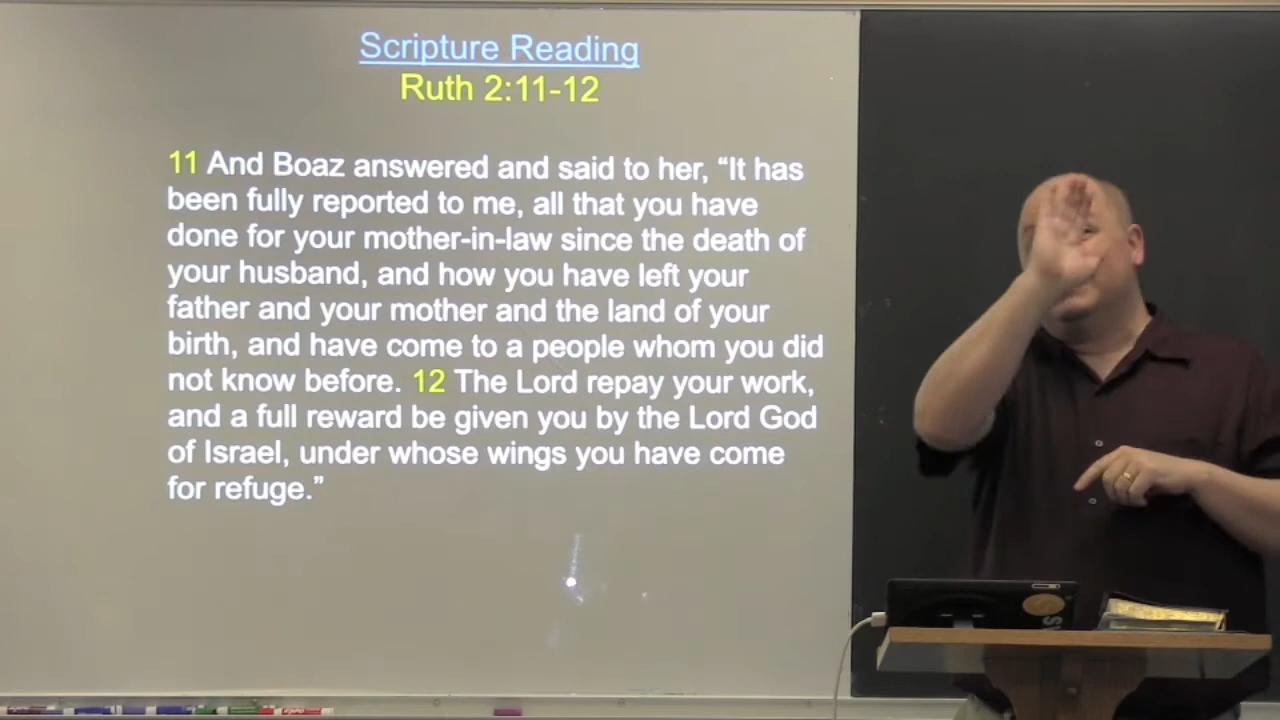 Scripture Reading
Ruth 2:11-12
11 And Boaz answered and said to her, “It has
been fully reported to me, all that you have
done for your mother-in-law since the death of
your husband, and how you have left your
father and your mother and the land of your
birth, and have come to a people whom you did
not know before. 12 The Lord repay your work,
and a full reward be given you by the Lord God
of Israel, under whose wings you have come
for refuge.”